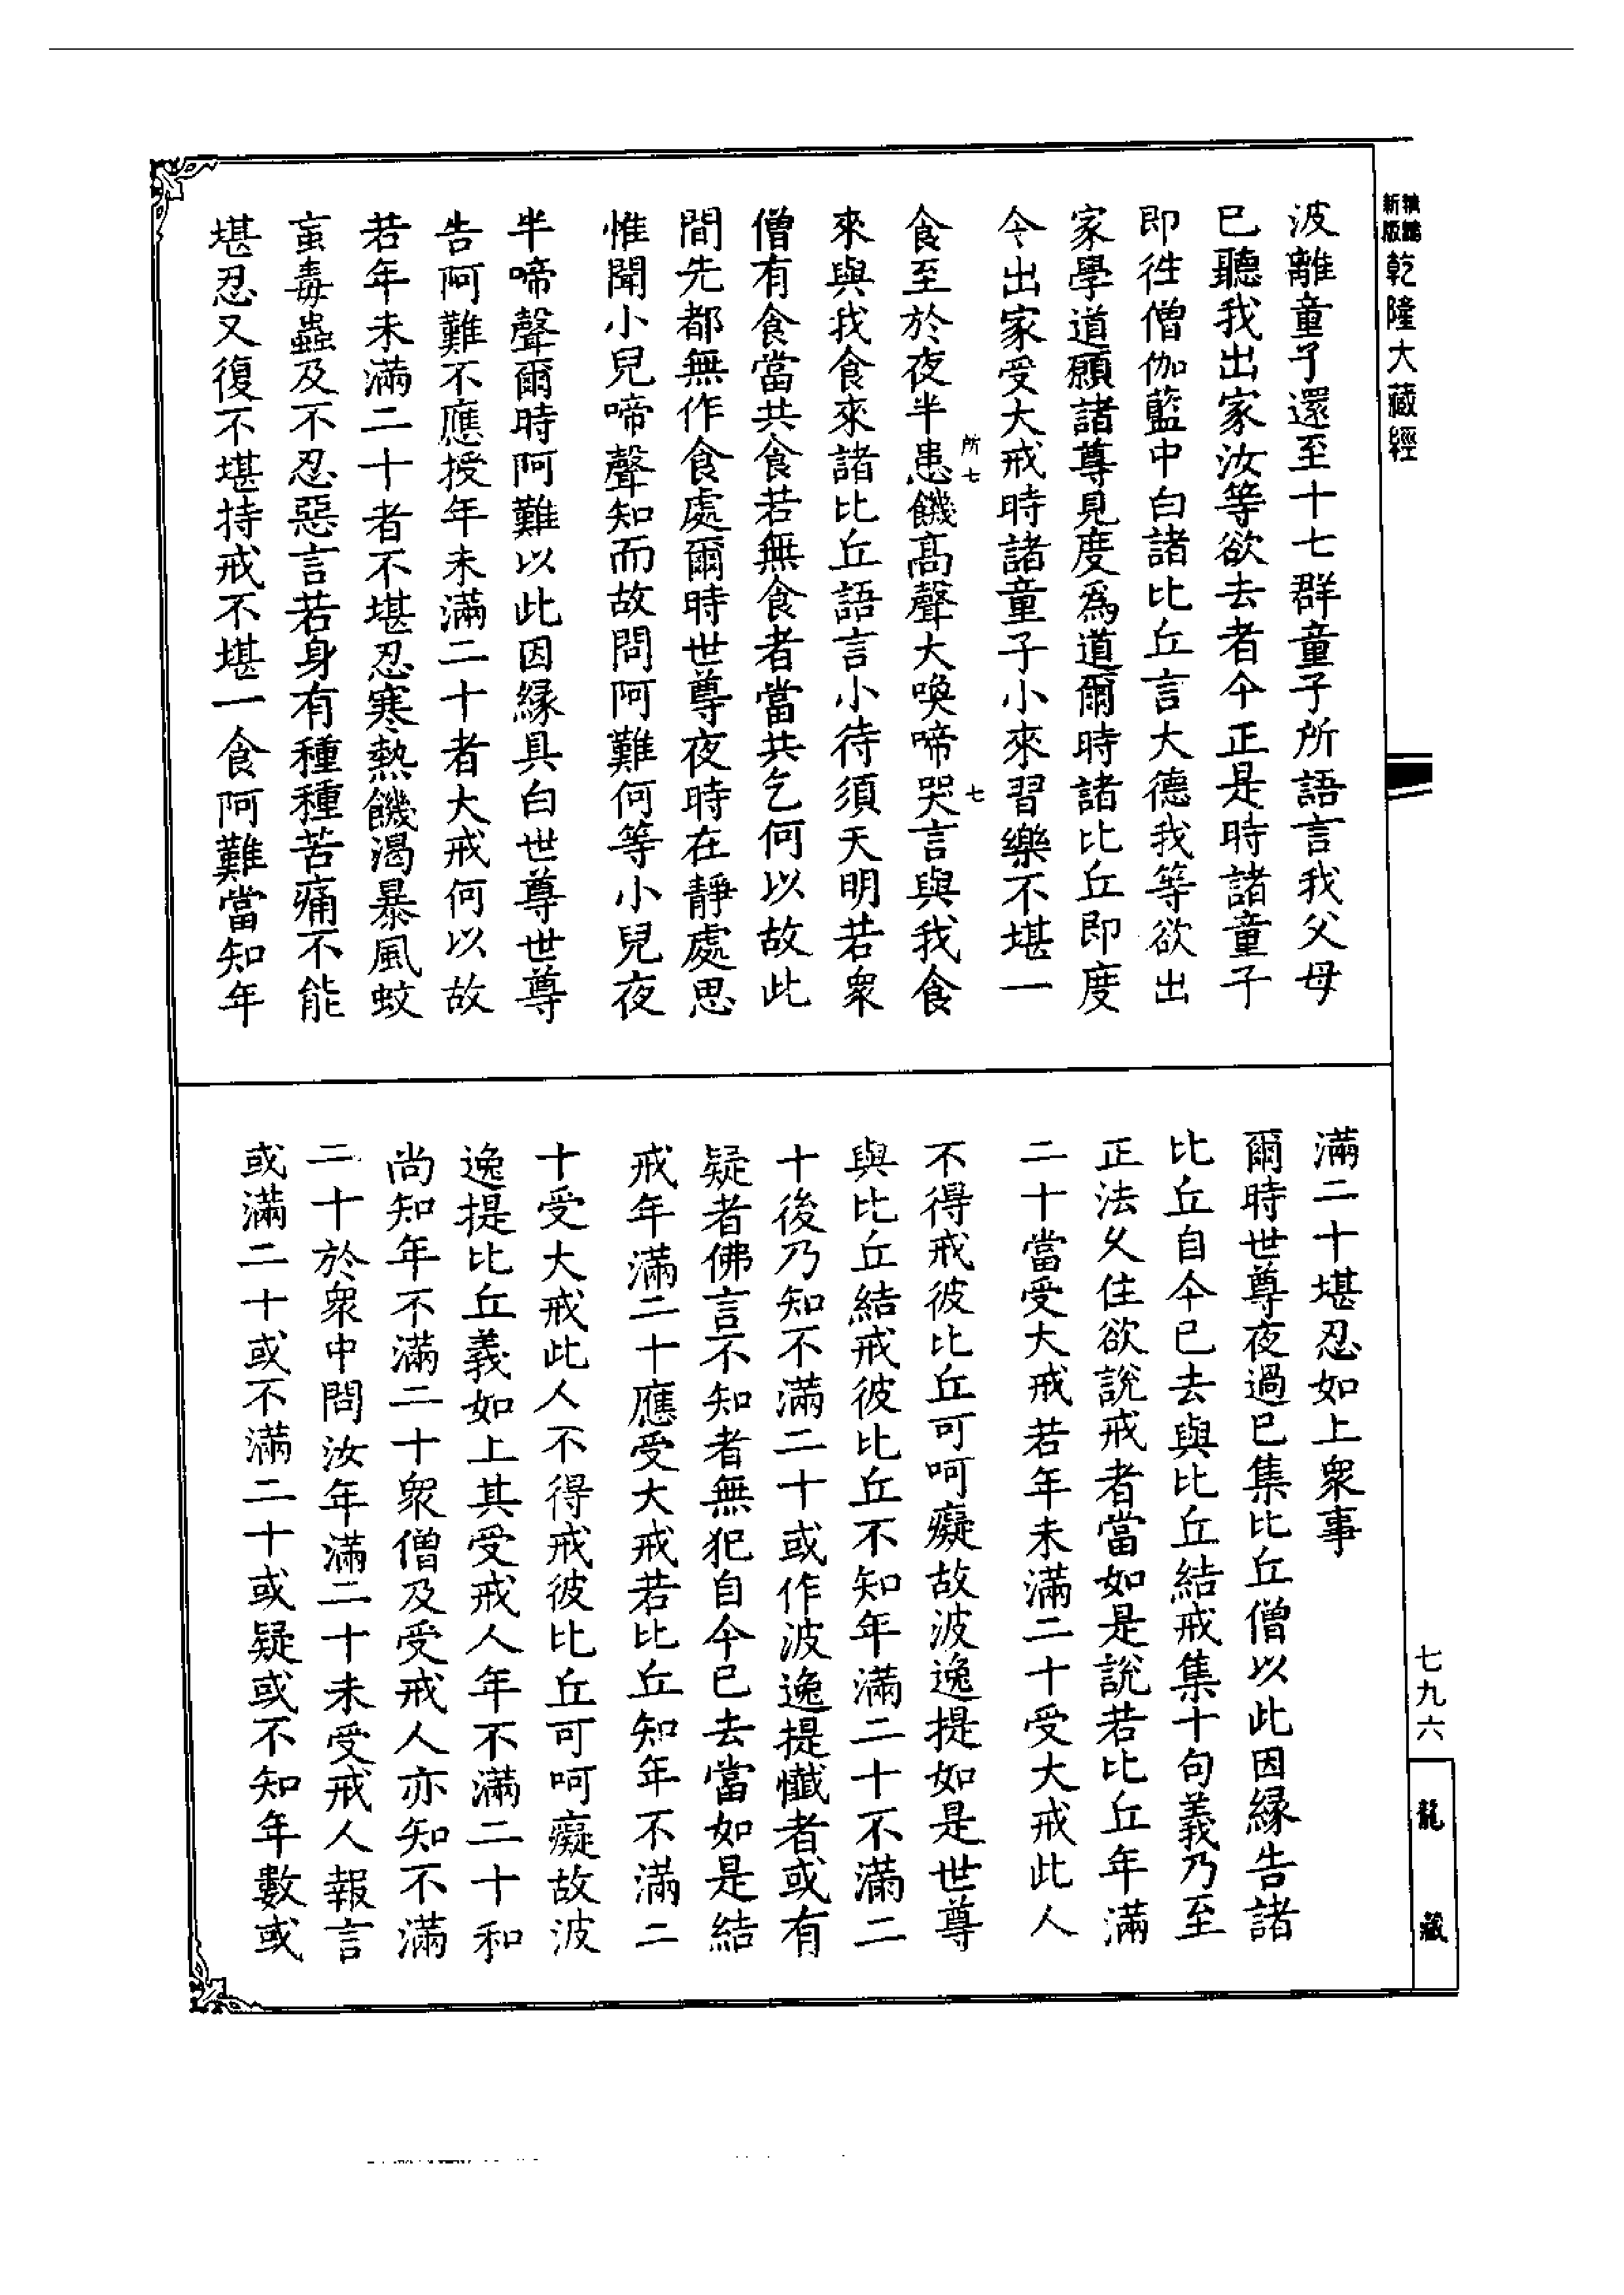 新版
乾隆大藏經
波離童子還至十七群童子所語言我父母
已聽我出家汝等欲去者今正是時諸童子
即往僧伽藍中白諸比丘言大德我等欲出
家學道願諸尊見度為道爾時諸比丘即度
令出家受大戒時諸童子小來習樂不堪一
所七
七
食至於夜半患饑高聲大喚啼哭言與我食
來與我食來諸比丘語言小待須天明若衆
僧有食當共食若無食者當共乞何以故此
間先都無作食處爾時世尊夜時在靜處思
惟聞小兒啼聲知而故問阿難何等小兒夜
半啼聲爾時阿難以此因緣具白世尊世尊
告阿難不應授年未滿二十者大戒何以故
若年未滿二十者不堪忍寒熱饑渴暴風蚊
䖟毒蟲及不忍惡言若身有種種苦痛不能
堪忍又復不堪持戒不堪一食阿難當知年
滿二十堪忍如上衆事
爾時世尊夜過已集比丘僧以此因緣告諸
比丘自今已去與比丘結戒集十句義乃至
正法久住欲說戒者當如是說若比丘年滿
二十當受大戒若年未滿二十受大戒此人
不得戒彼比丘可呵癡故波逸提如是世尊
與比丘結戒彼比丘不知年滿二十不滿二
十後乃知不滿二十或作波逸提懺者或有
疑者佛言不知者無犯自今已去當如是結
戒年滿二十應受大戒若比丘知年不滿二
十受大戒此人不得戒彼比丘可呵癡故波
逸提比丘義如上其受戒人年不滿二十和
尚知年不滿二十衆僧及受戒人亦知不滿
二十於衆中問汝年滿二十未受戒人報言
或滿二十或不滿二十或疑或不知年數或
七九六
龍藏